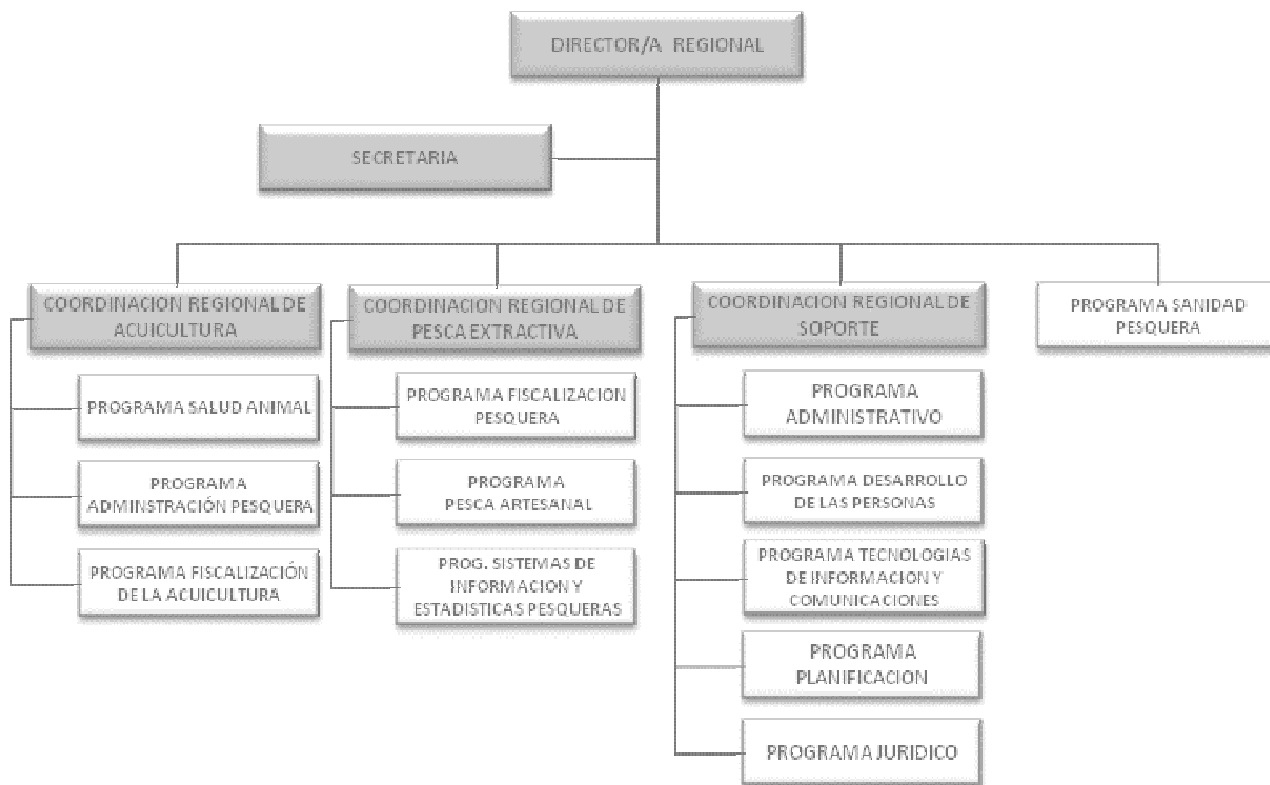 DIRECTOR/A REGIONAL
SECRETARIA
COORDINACION REGIONAL DE
ACUICULTURA
PROGRAMA SALUD ANIMAL
PROGRAMA
ADMINSTRACIÓN PESQUERA
PROGRAMA FISCALIZACIÓN
DE LA ACUICULTURA
COORDINACION REGIONAL DE
PESCA EXTRACTIVA
PROGRAMA FISCALIZACION
PESQUERA
PROGRAMA
PESCA ARTESANAL
PROG. SISTEMAS DE
INFORMACION Y
ESTADISTICAS PESQUERAS
COORDINACION REGIONAL DE
SOPORTE
PROGRAMA
ADMINISTRATIVO
PROGRAMA DESARROLLO
DE LAS PERSONAS
PROGRAMA TECNOLOGIAS
DE INFORMACION Y
COMUNICACIONES
PROGRAMA
PLANIFICACION
PROGRAMA JURIDICO
PROGRAMA SANIDAD
PESQUERA